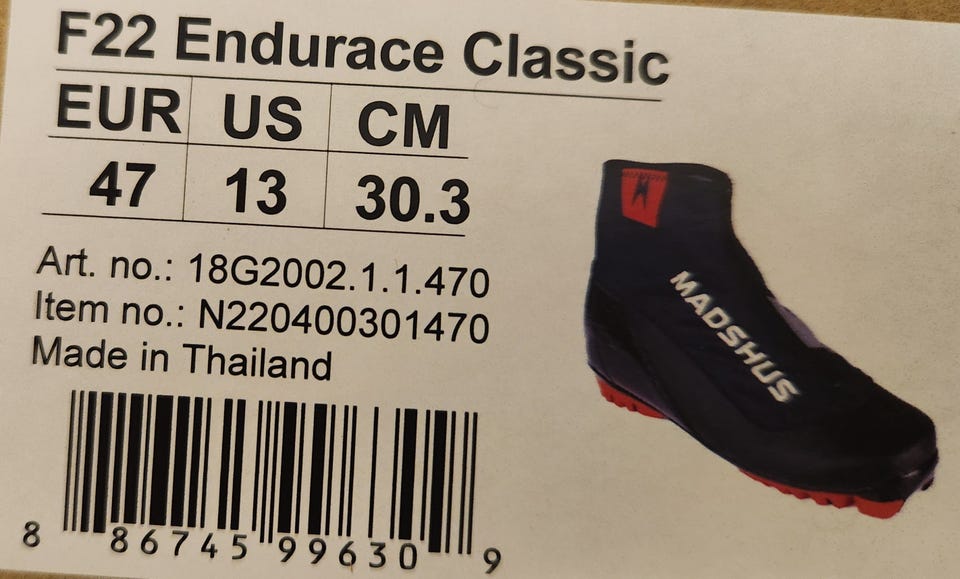 F22 Endurace Classic
EUR US CM
47 13 30.3
Art. no.: 18G2002.1.1.470
Item no.: N220400301470
Made in Thailand
8 86745 99630 9
MADSHUS